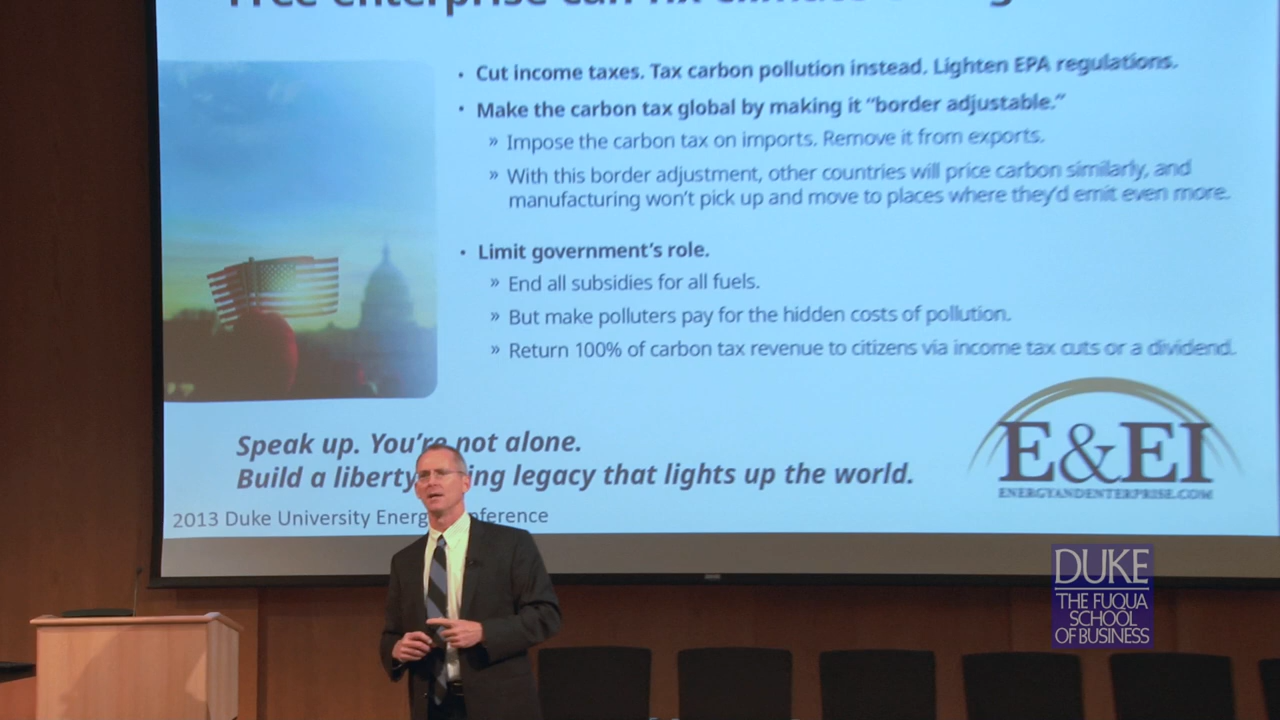 • Cut income taxes. Tax carbon pollution instead. Lighten EPA regulations.
• Make the carbon tax global by making it “border adjustable.”
» Impose the carbon tax on imports. Remove it from exports.
» With this border adjustment, other countries will price carbon similarly, and
manufacturing won’t pick up and move to places where they’d emit even more.
• Limit government’s role.
» End all subsidies for all fuels.
» But make polluters pay for the hidden costs of pollution.
» Return 100% of carbon tax revenue to citizens via income tax cuts or a dividend.
Speak up. You’re not alone.
Build a liberty legacy that lights up the world.
2013 Duke University
E&EI
ENERGYANDENTERPRISE.COM
DUKE
THE FUQUA
SCHOOL
OF BUSINESS